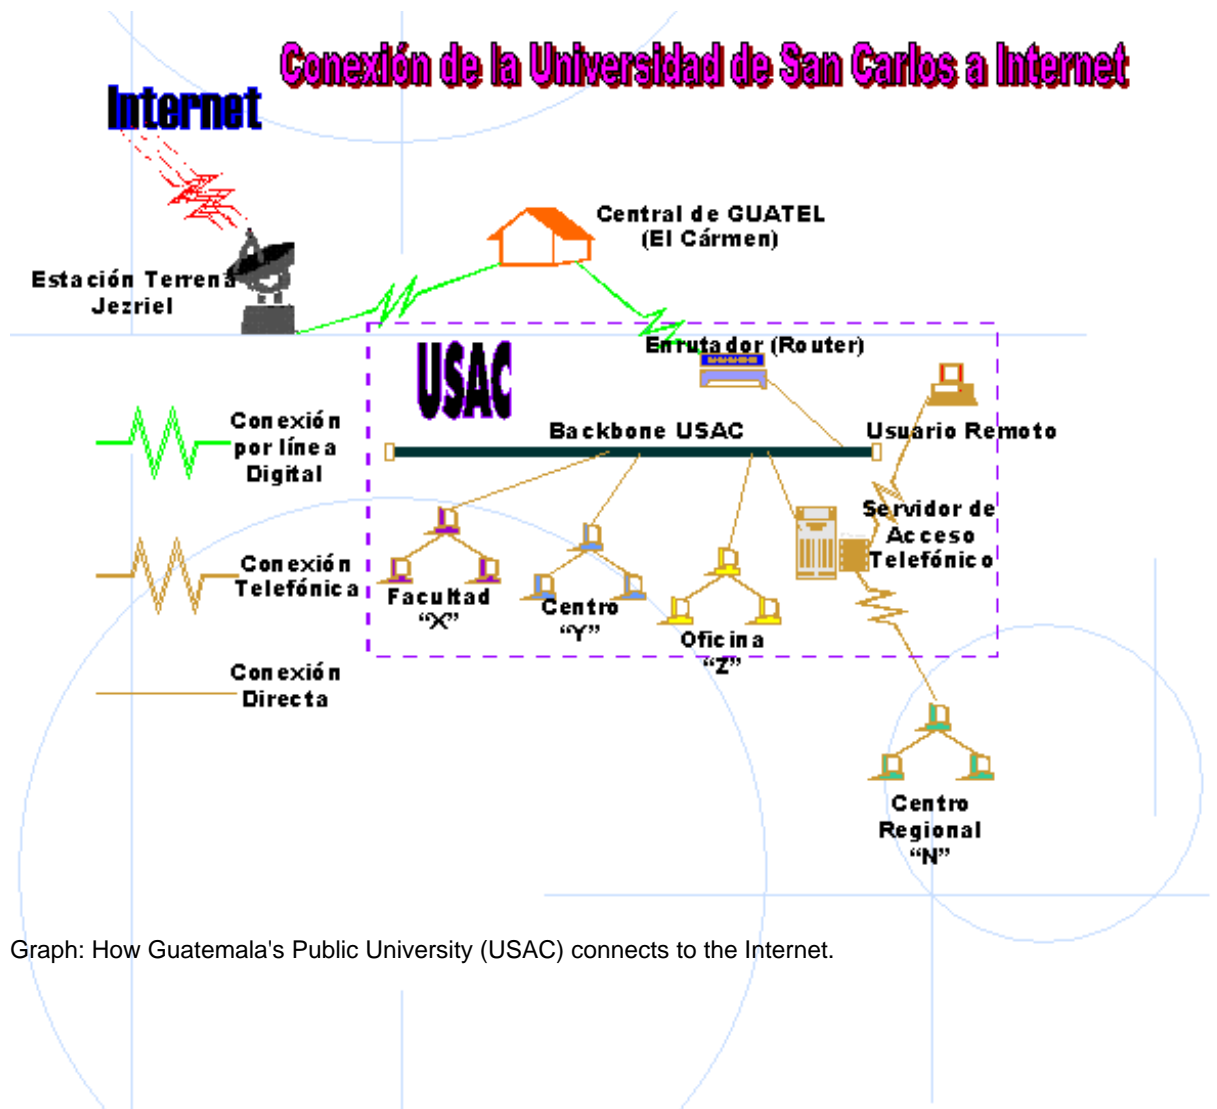 Conexión de la Universidad de San Carlos a Internet
Internet
Central de GUATEL
(El Cármen)
Estación Terrena
Jezriel
Enrutador (Router)
USAC
Conexión
por línea
Digital
Backbone USAC
Usuario Remoto
Servidor de
Acceso
Telefónico
Conexión
Telefónica
Facultad
“X”
Centro
“Y”
Oficina
“Z”
Conexión
Directa
Centro
Regional
“N”
Graph: How Guatemala's Public University (USAC) connects to the Internet.